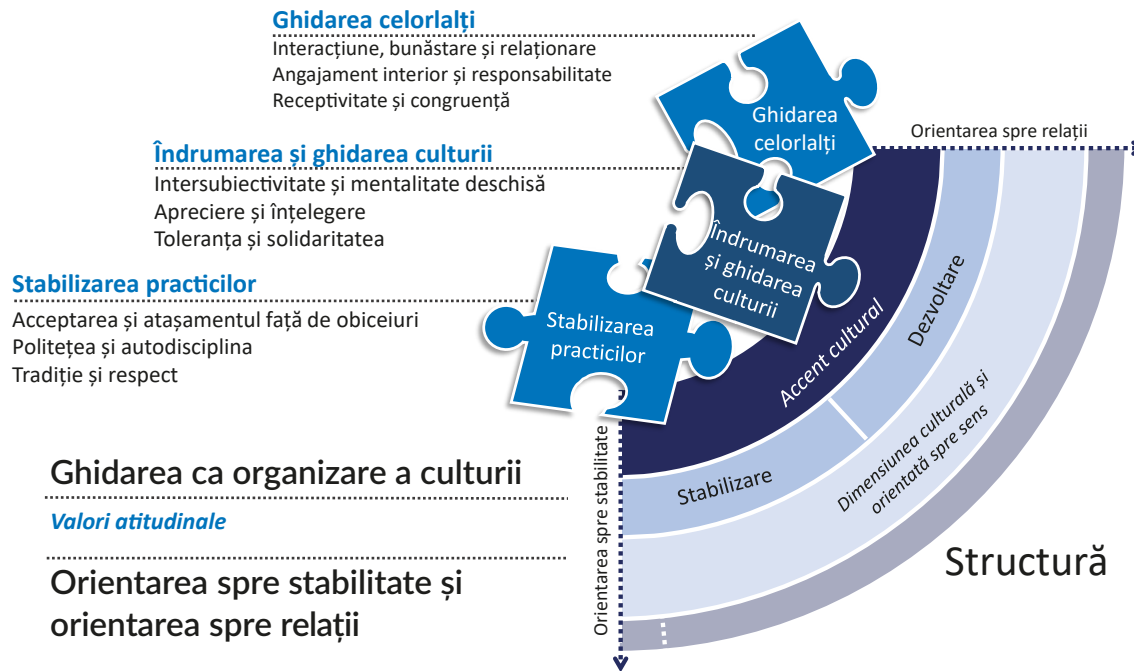 Ghidarea celorlalți
Interacțiune, bunăstare și relaționare
Angajament interior și responsabilitate
Receptivitate și congruență
Îndrumarea și ghidarea culturii
Intersubiectivitate și mentalitate deschisă
Apreciere și înțelegere
Toleranța și solidaritatea
Stabilizarea practicilor
Acceptarea și atașamentul față de obiceiuri
Politețea și autodisciplina
Tradiție și respect
Ghidarea ca organizare a culturii
Valori atitudinale
Orientarea spre stabilitate și
orientarea spre relații
Ghidarea
celorlalți
Îndrumarea
și ghidarea
culturii
Stabilizarea
practicilor
Orientarea spre relații
Orientarea spre stabilitate
Accent cultural
Dezvoltare
Stabilizare
Dimensiunea culturală și
orientată spre sens
Structură